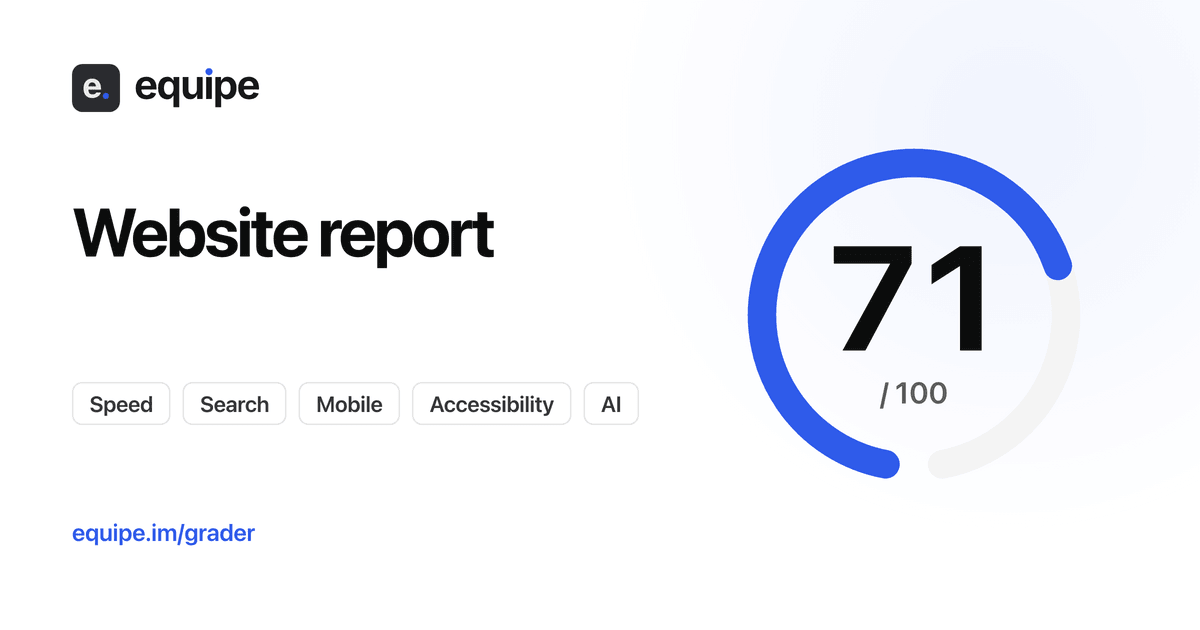 e.
equipe
Website report
71
/ 100
Speed
Search
Mobile
Accessibility
AI
equipe.im/grader